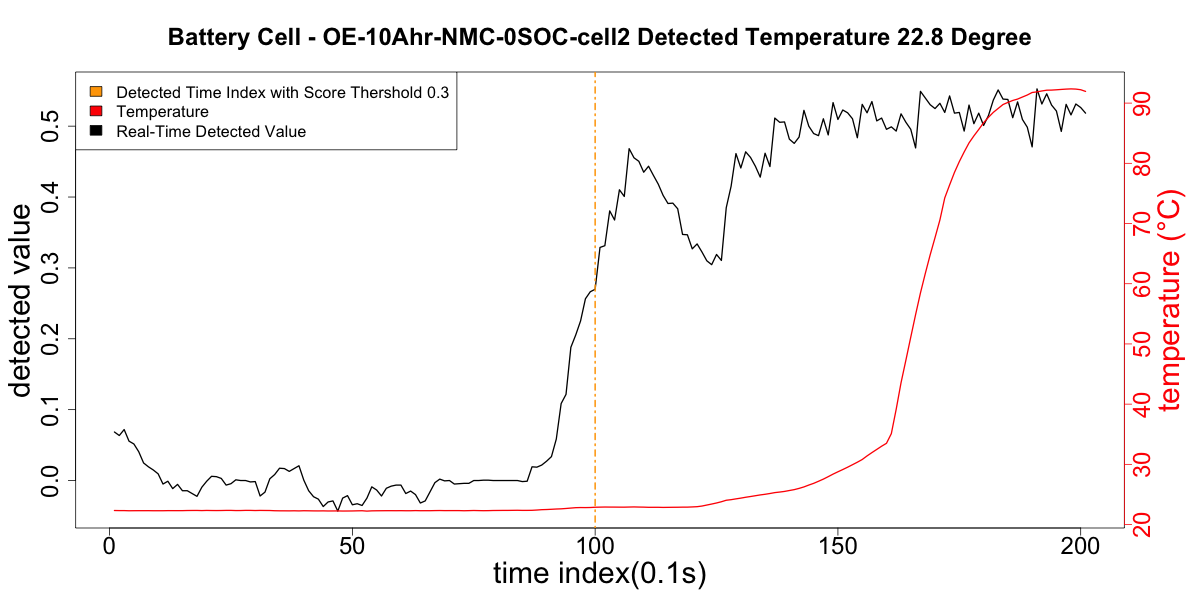 Battery Cell - OE-10Ahr-NMC-0SOC-cell2 Detected Temperature 22.8 Degree
Detected Time Index with Score Thershold 0.3
Temperature
Real-Time Detected Value
detected value
0.0
0.1
0.2
0.3
0.4
0.5
0
50
100
150
200
time index(0.1s)
20
30
40
50
60
70
80
90
temperature (°C)